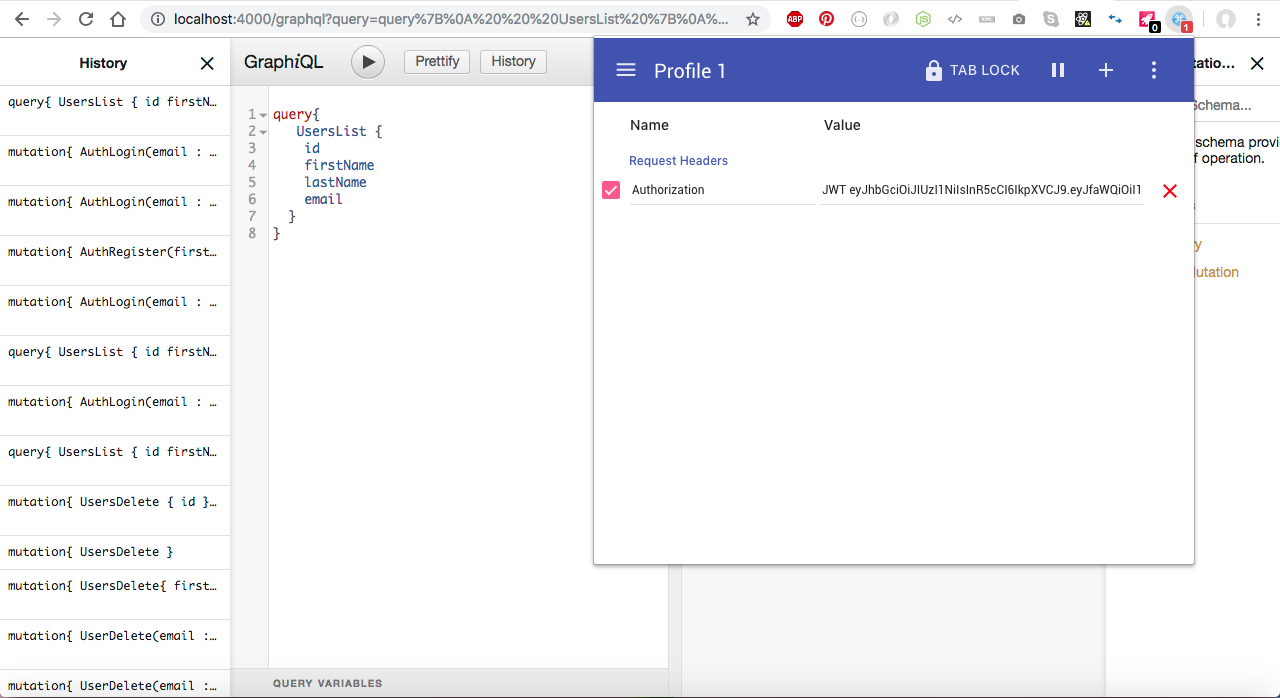 localhost:4000/graphql?query=query%7B%0A%20%20%20UsersList%20%7B%0A%...
ABP
0
1
History
query{ UsersList { id firstN…
mutation{ AuthLogin(email : …
mutation{ AuthLogin(email : …
mutation{ AuthRegister(first…
mutation{ AuthLogin(email : …
query{ UsersList { id firstN…
mutation{ AuthLogin(email : …
query{ UsersList { id firstN…
mutation{ UsersDelete { id }…
mutation{ UsersDelete }
mutation{ UsersDelete{ first…
mutation{ UserDelete(email :…
mutation{ UserDelete(email :…
GraphiQL
Prettify
History
1 query{
2 UsersList {
3 id
4 firstName
5 lastName
6 email
7 }
8 }
QUERY VARIABLES
Profile 1
TAB LOCK
Name Value
Request Headers
Authorization JWT eyJhbGciOiJIUzI1NiIsInR5cCI6IkpXVCJ9.eyJfaWQiOiI1
tatio...
Schema...
schema provi
f operation.
y
utation